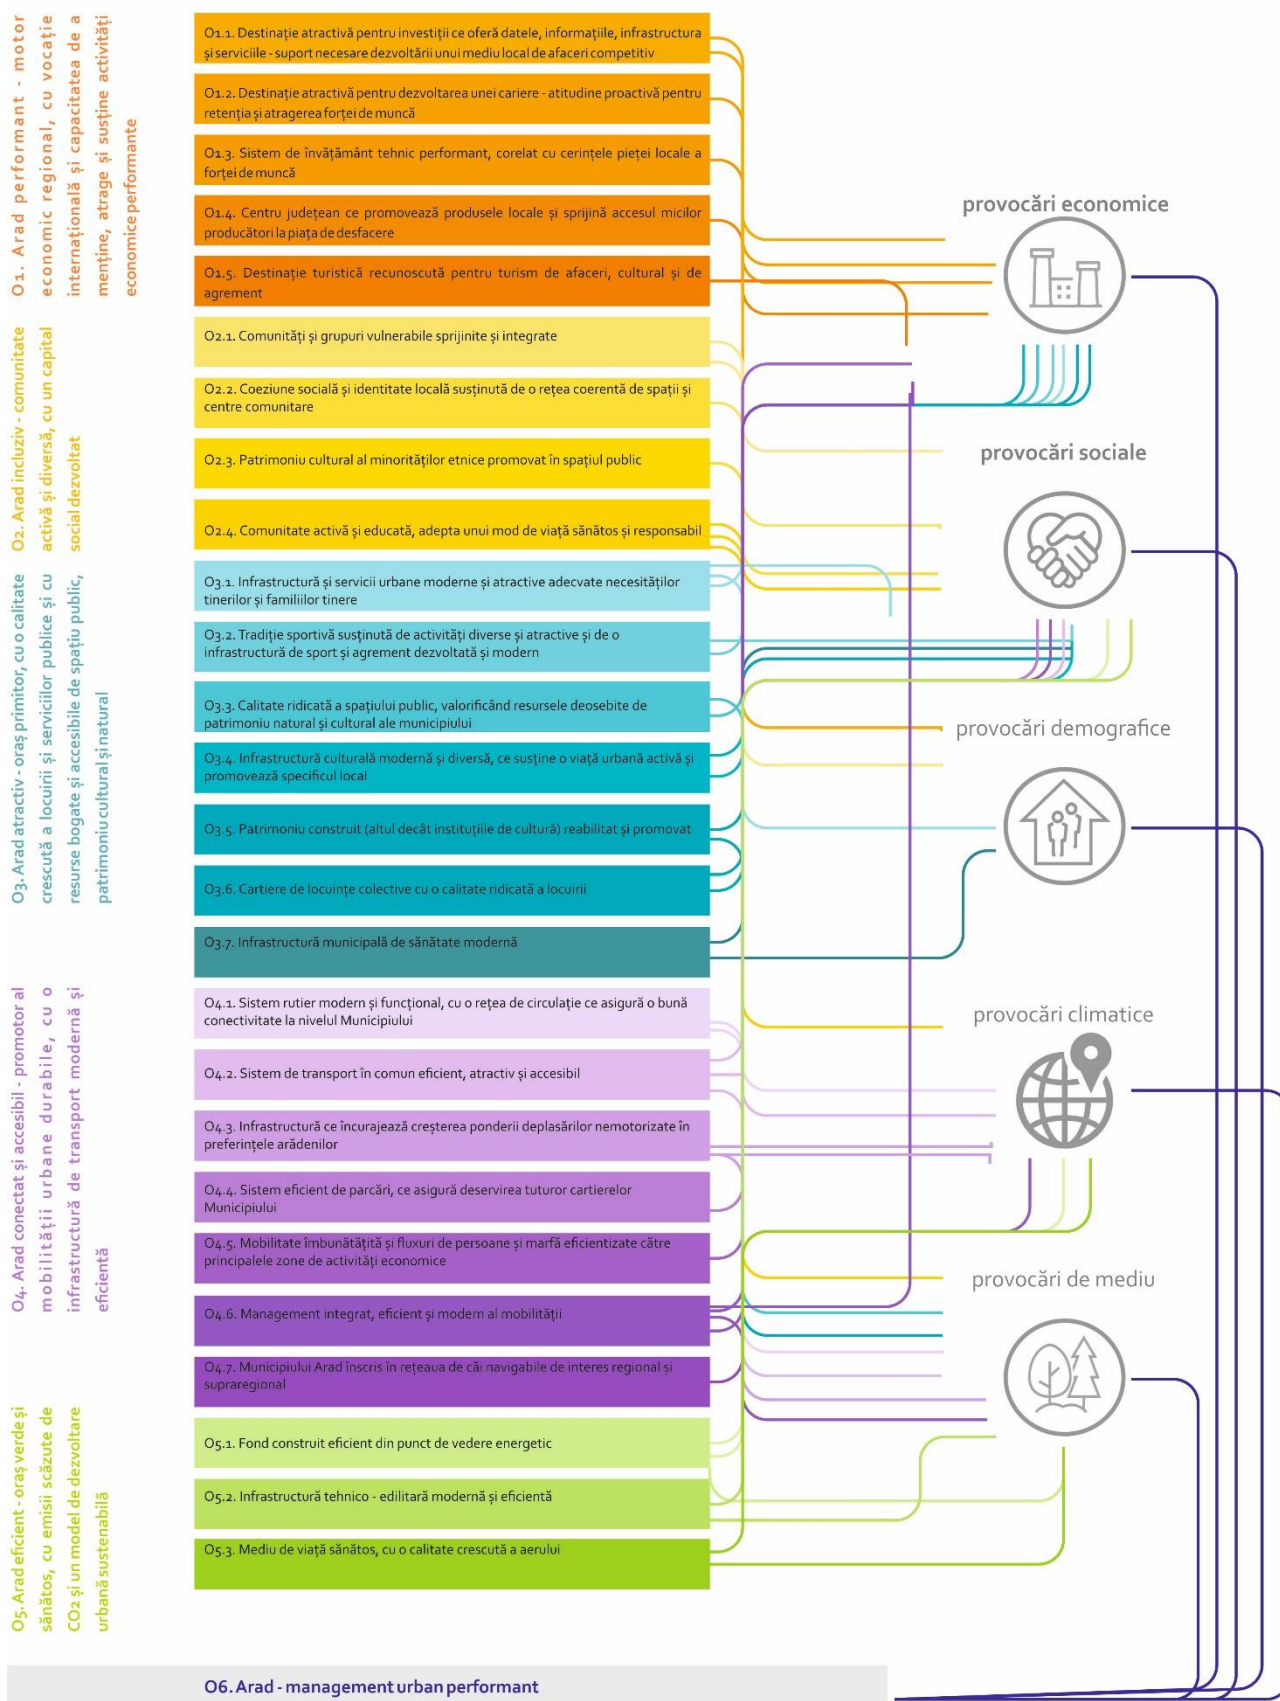 O1. Arad performant - motor
economic regional, cu vocație
internațională și capacitatea de a
menține, atrage și susține activități
economice performante
O1.1. Destinație atractivă pentru investiții ce oferă datele, informațiile, infrastructura
și serviciile - suport necesare dezvoltării unui mediu local de afaceri competitiv
O1.2. Destinație atractivă pentru dezvoltarea unei cariere - atitudine proactivă pentru
retenția și atragerea forței de muncă
O1.3. Sistem de învățământ tehnic performant, corelat cu cerințele pieței locale a
forței de muncă
O1.4. Centru județean ce promovează produsele locale și sprijină accesul micilor
producători la piața de desfacere
O1.5. Destinație turistică recunoscută pentru turism de afaceri, cultural și de
agrement
O2. Arad incluziv - comunitate
activă și diversă, cu un capital
social dezvoltat
O2.1. Comunități și grupuri vulnerabile sprijinite și integrate
O2.2. Coeziune socială și identitate locală susținută de o rețea coerentă de spații și
centre comunitare
O2.3. Patrimoniu cultural al minorităților etnice promovat în spațiul public
O2.4. Comunitate activă și educată, adepta unui mod de viață sănătos și responsabil
O3. Arad atractiv - oraș primitor, cu o calitate
crescută a locuirii și serviciilor publice și cu
resurse bogate și accesibile de spațiu public,
patrimoniu cultural și natural
O3.1. Infrastructură și servicii urbane moderne și atractive adecvate necesităților
tinerilor și familiilor tinere
O3.2. Tradiție sportivă susținută de activități diverse și atractive și de o
infrastructură de sport și agrement dezvoltată și modern
O3.3. Calitate ridicată a spațiului public, valorificând resursele deosebite de
patrimoniu natural și cultural ale municipiului
O3.4. Infrastructură culturală modernă și diversă, ce susține o viață urbană activă și
promovează specificul local
O3.5. Patrimoniu construit (altul decât instituțiile de cultură) reabilitat și promovat
O3.6. Cartiere de locuințe colective cu o calitate ridicată a locuirii
O3.7. Infrastructură municipală de sănătate modernă
O4. Arad conectat și accesibil - promotor al
mobilității urbane durabile, cu o
infrastructură de transport modernă și
eficientă
O4.1. Sistem rutier modern și funcțional, cu o rețea de circulație ce asigură o bună
conectivitate la nivelul Municipiului
O4.2. Sistem de transport în comun eficient, atractiv și accesibil
O4.3. Infrastructură ce încurajează creșterea ponderii deplasărilor nemotorizate în
preferințele arădenilor
O4.4. Sistem eficient de parcări, ce asigură deservirea tuturor cartierelor
Municipiului
O4.5. Mobilitate îmbunătățită și fluxuri de persoane și marfă eficientizate către
principalele zone de activități economice
O4.6. Management integrat, eficient și modern al mobilității
O4.7. Municipiului Arad înscris în rețeaua de căi navigabile de interes regional și
supraregional
O5. Arad eficient - oraș verde și
sănătos, cu emisii scăzute de
CO2 și un model de dezvoltare
urbană sustenabilă
O5.1. Fond construit eficient din punct de vedere energetic
O5.2. Infrastructură tehnico - edilitară modernă și eficientă
O5.3. Mediu de viață sănătos, cu o calitate crescută a aerului
O6. Arad - management urban performant
provocări economice
provocări sociale
provocări demografice
provocări climatice
provocări de mediu